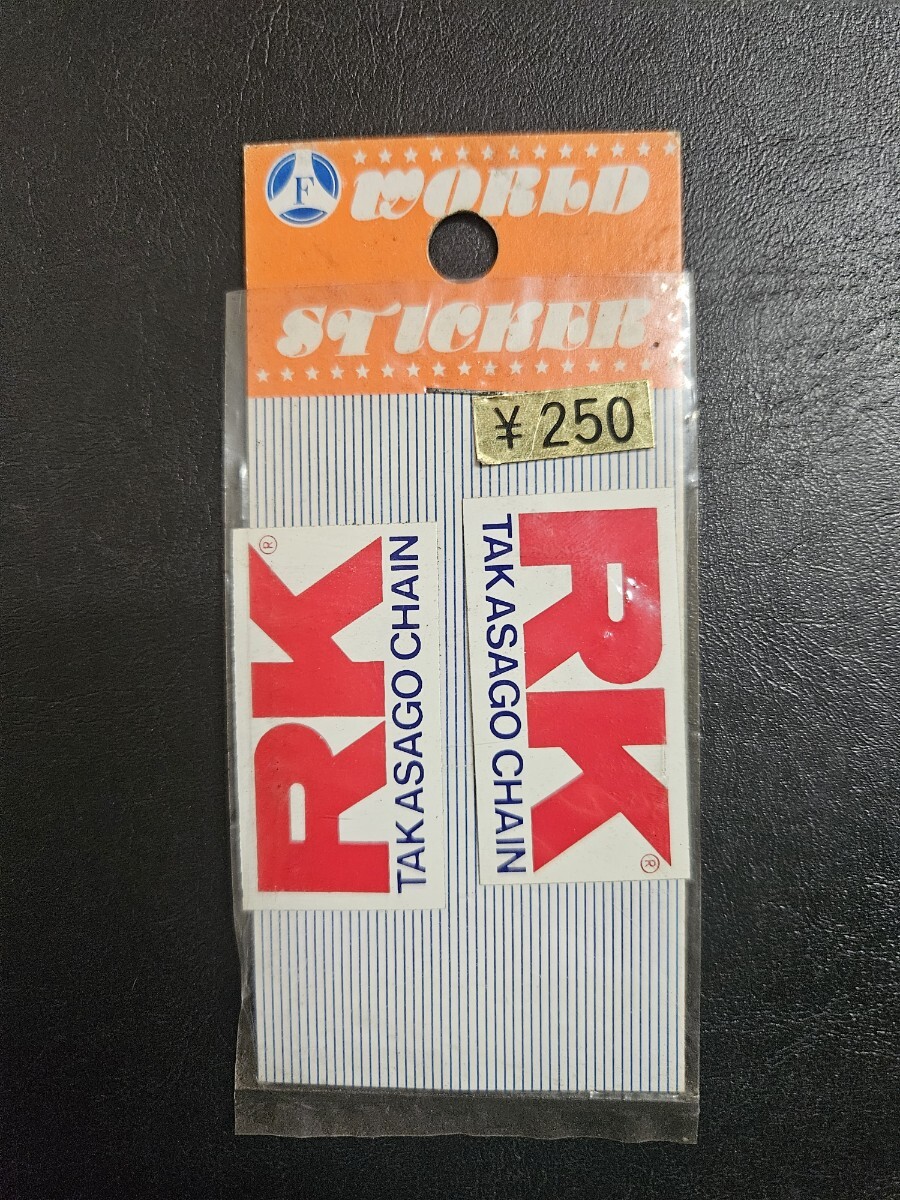 F
WORLD
STICKER
¥250
RK®
TAKASAGO CHAIN
RK®
TAKASAGO CHAIN